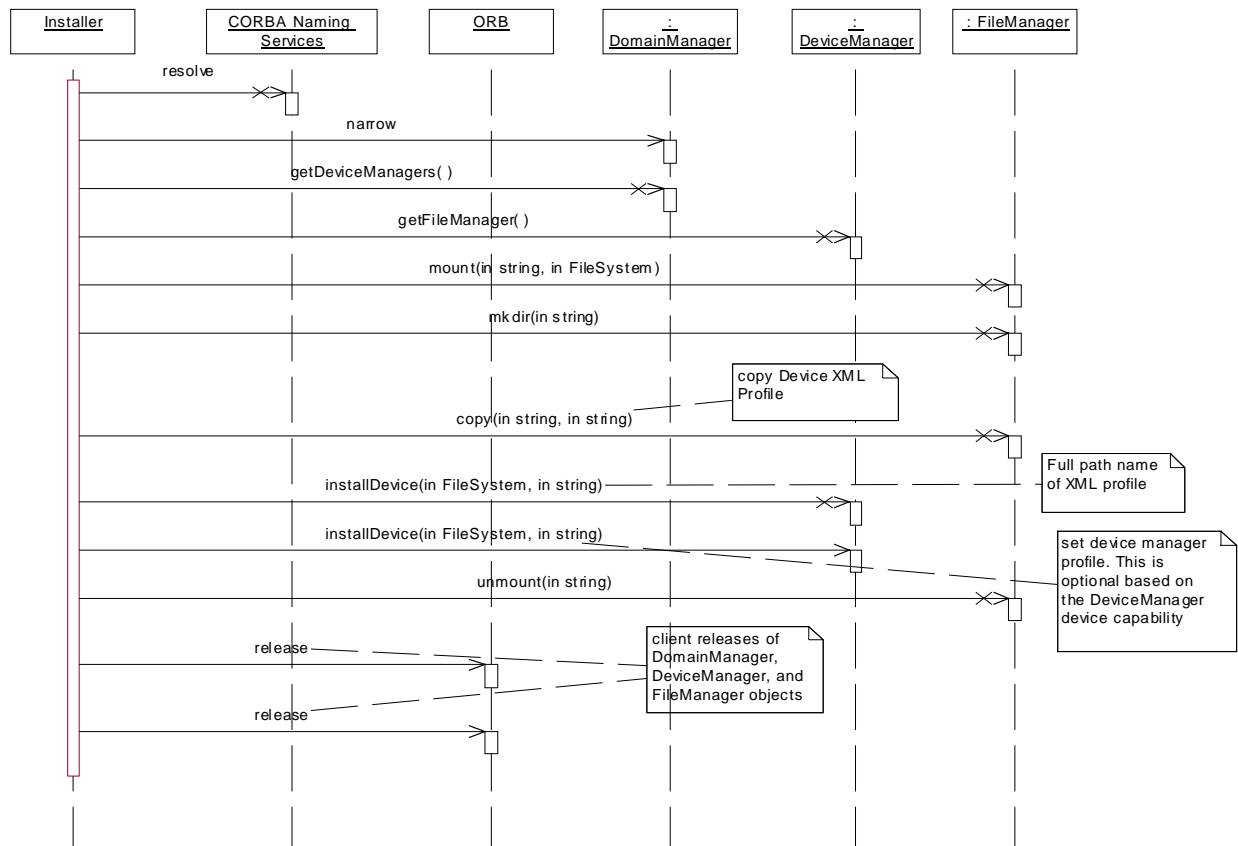 Installer
CORBA Naming
Services
ORB
:
DomainManager
:
DeviceManager
: FileManager
resolve
narrow
getDeviceManagers( )
getFileManager( )
mount(in string, in FileSystem)
mkdir(in string)
copy Device XML
Profile
copy(in string, in string)
Full path name
of XML profile
installDevice(in FileSystem, in string)
installDevice(in FileSystem, in string)
set device manager
profile. This is
optional based on
the DeviceManager
device capability
unmount(in string)
client releases of
DomainManager,
DeviceManager, and
FileManager objects
release
release